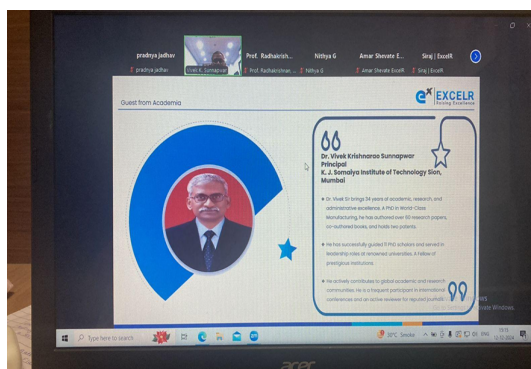 pradnya jadhav
Prof. Radhakrish...
Nithya G
Amar Shevate E...
Siraj | ExcelR
pradnya jadhav
Vivek K. Sunnapwar
Prof. Radhakrishnan ...
Nithya G
Amar Shevate ExcelR
Siraj | ExcelR
Guest from Academia
ex EXCELR
Raising Excellence
Dr. Vivek Krishnarao Sunnapwar
Principal
K. J. Somaiya Institute of Technology Sion,
Mumbai
Dr. Vivek Sir brings 34 years of academic, research, and
administrative excellence. A PhD in World-Class
Manufacturing, he has authored over 60 research papers,
co-authored books, and holds two patents.
He has successfully guided 11 PhD scholars and served in
leadership roles at renowned universities. A Fellow of
prestigious institutions.
He actively contributes to global academic and research
communities. He is a frequent participant in international
conferences and an active reviewer for reputed journals.
Type here to search
30°C Smoke
ENG
12-10-2024
acer